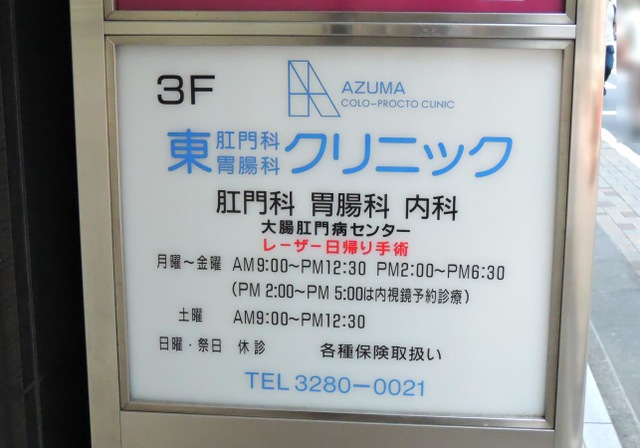 3F
AZUMA
COLO-PROCTO CLINIC
東 肛門科 胃腸科 クリニック
肛門科 胃腸科 内科
大腸肛門病センター
レーザー日帰り手術
月曜～金曜 AM9:00～PM12:30 PM2:00～PM6:30
(PM 2:00～PM 5:00は内視鏡予約診療)
土曜 AM9:00～PM12:30
日曜・祭日 休診 各種保険取扱い
TEL 3280-0021